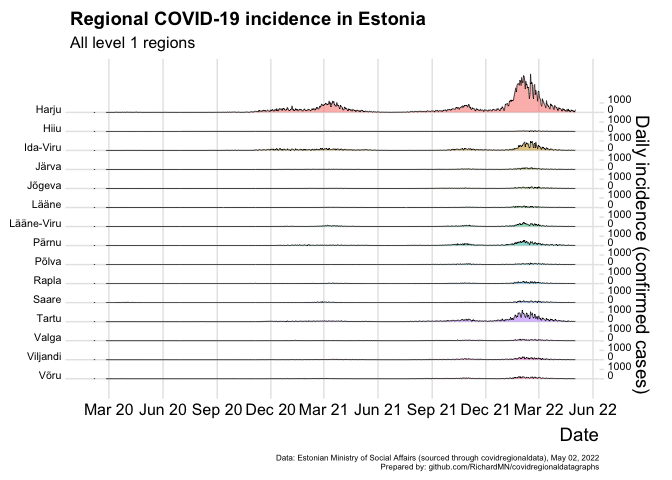 Regional COVID-19 incidence in Estonia
All level 1 regions
Harju
Hiiu
Ida-Viru
Järva
Jõgeva
Lääne
Lääne-Viru
Pärnu
Põlva
Rapla
Saare
Tartu
Valga
Viljandi
Võru
1000
0
1000
0
1000
0
1000
0
1000
0
1000
0
1000
0
1000
0
1000
0
1000
0
1000
0
1000
0
1000
0
1000
0
1000
0
Daily incidence (confirmed cases)
Mar 20 Jun 20 Sep 20 Dec 20 Mar 21 Jun 21 Sep 21 Dec 21 Mar 22 Jun 22
Date
Data: Estonian Ministry of Social Affairs (sourced through covidregionaldata), May 02, 2022
Prepared by: github.com/RichardMN/covidregionaldatagraphs